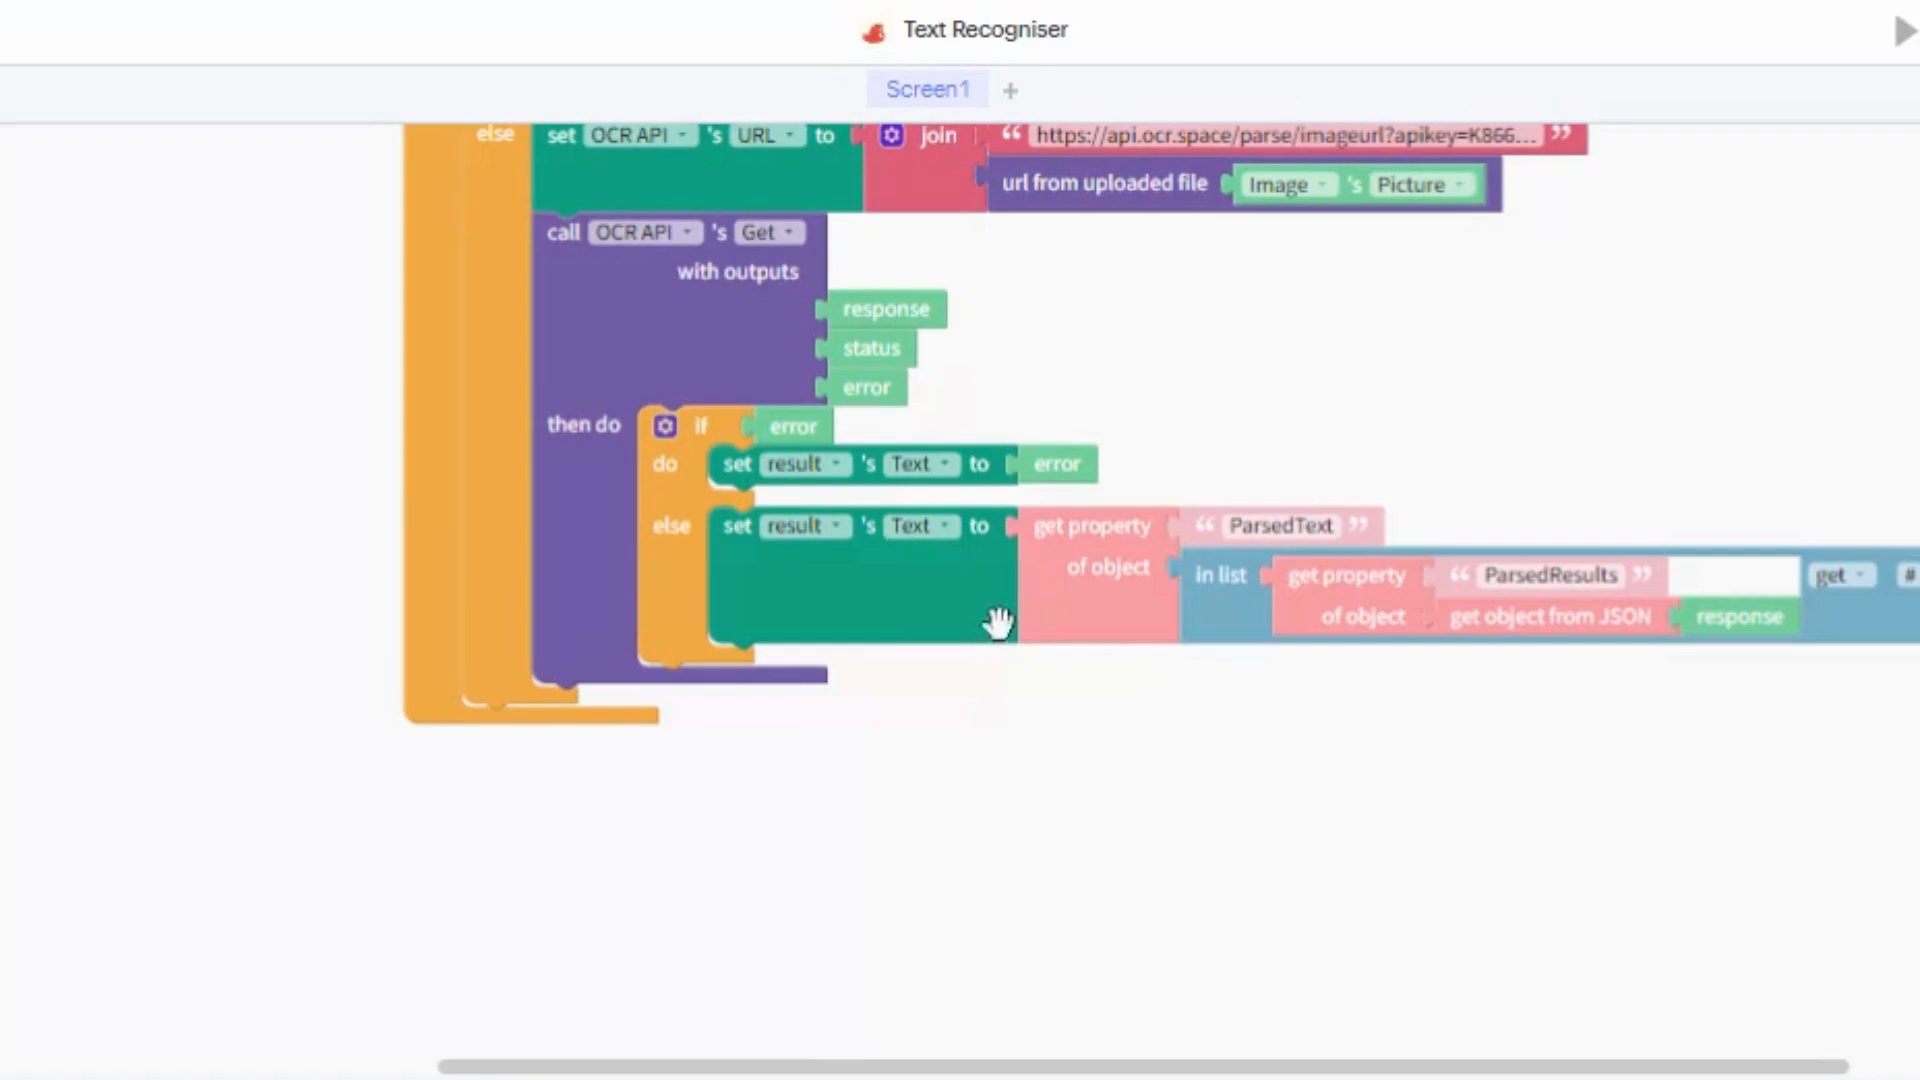 Text Recogniser
Screen1 +
else set OCR API 's URL to join “ https://api.ocr.space/parse/imageurl?apikey=K866... ”
url from uploaded file Image 's Picture
call OCR API 's Get
with outputs
response
status
error
then do if error
do set result 's Text to error
else set result 's Text to get property “ ParsedText ”
of object in list get property “ ParsedResults ” get #
of object get object from JSON response